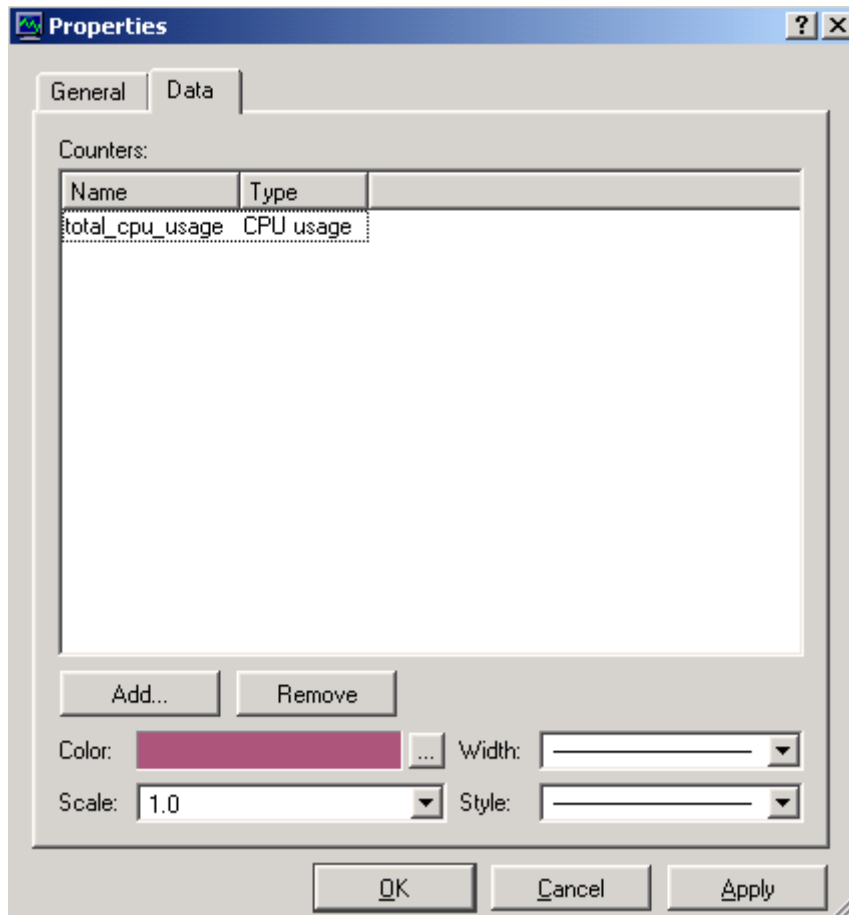 Properties
General Data
Counters:
Name Type
total_cpu_usage CPU usage
Add... Remove
Color: ... Width:
Scale: 1.0 Style:
OK Cancel Apply